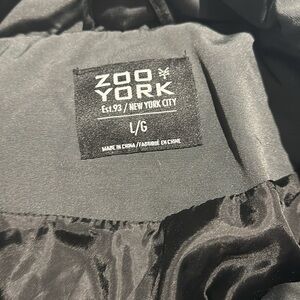 ZOO
YORK
Est.93 / NEW YORK CITY
L/G
MADE IN CHINA / FABRIQUÉ EN CHINE